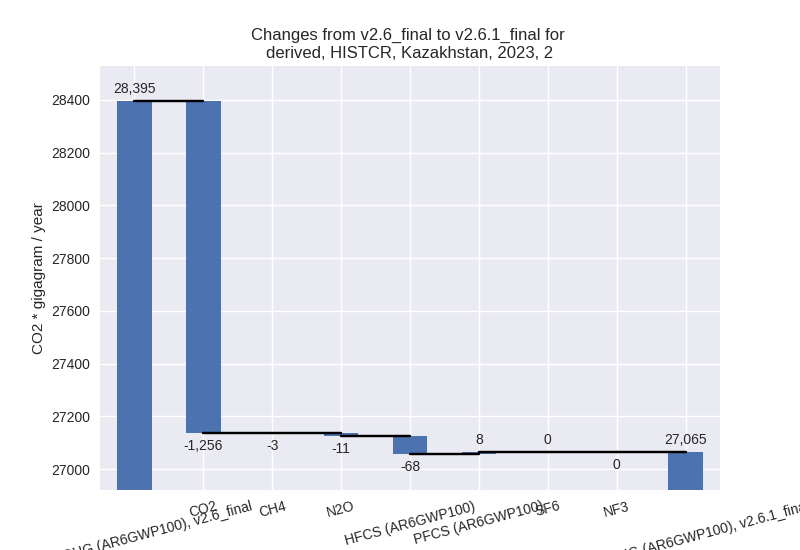 Changes from v2.6_final to v2.6.1_final for
derived, HISTCR, Kazakhstan, 2023, 2
CO2 * gigagram / year
28400
28200
28000
27800
27600
27400
27200
27000
28,395
-1,256
-3
-11
-68
8
0
0
27,065
(AR6GWP100), v2.6_final
CO2
CH4
N2O
HFCS (AR6GWP100)
PFCS (AR6GWP100)
SF6
NF3
(AR6GWP100), v2.6.1_final